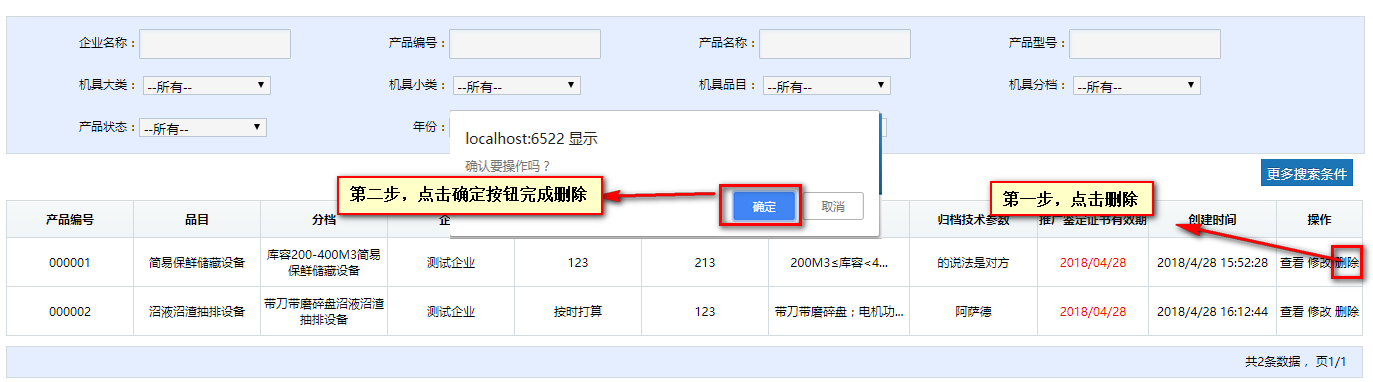 企业名称： 产品编号： 产品名称： 产品型号：
机具大类： --所有-- 机具小类： --所有-- 机具品目： --所有-- 机具分档： --所有--
产品状态： --所有-- 年份：
localhost:6522 显示
确认要操作吗？
确定 取消
更多搜索条件
第二步，点击确定按钮完成删除
第一步，点击删除
产品编号 品目 分档 归档技术参数 推广鉴定证书有效期 创建时间 操作
000001 简易保鲜储藏设备 库容200-400M3简易 测试企业 123 213 200M3≤库容<4... 的说法是对方 2018/04/28 2018/4/28 15:52:28 查看 修改 删除
保鲜储藏设备
000002 沼液沼渣抽排设备 带刀带磨碎盘沼液沼渣 测试企业 按时打算 123 带刀带磨碎盘；电机功... 阿萨德 2018/04/28 2018/4/28 16:12:44 查看 修改 删除
抽排设备
共2条数据 ，页1/1